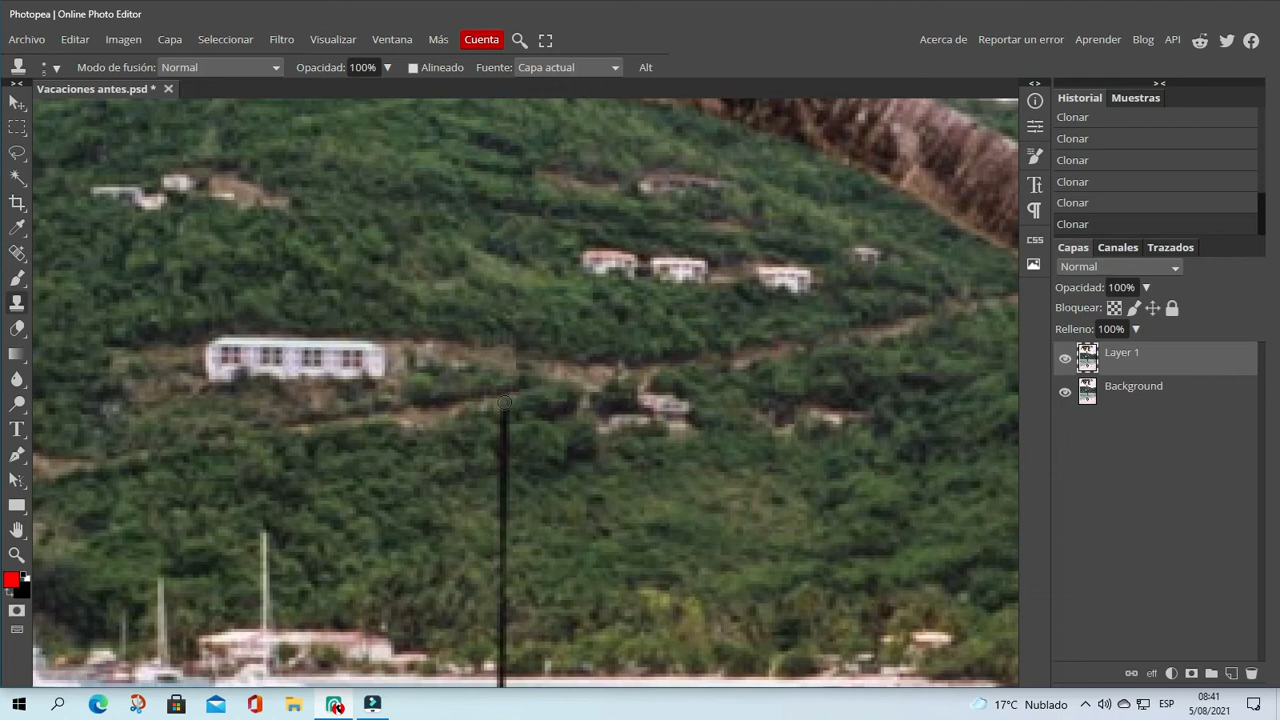 Photopea | Online Photo Editor
Archivo Editar Imagen Capa Seleccionar Filtro Visualizar Ventana Más Cuenta Acerca de Reportar un error Aprender Blog API
5 Modo de fusión: Normal Opacidad: 100% Alineado Fuente: Capa actual Alt
Vacaciones antes.psd *
Historial Muestras
Clonar
Clonar
Clonar
Clonar
Clonar
Clonar
CSS
Capas Canales Trazados
Normal
Opacidad: 100%
Bloquear:
Relleno: 100%
Layer 1
Background
eff
17°C Nublado ESP 08:41
5/08/2021